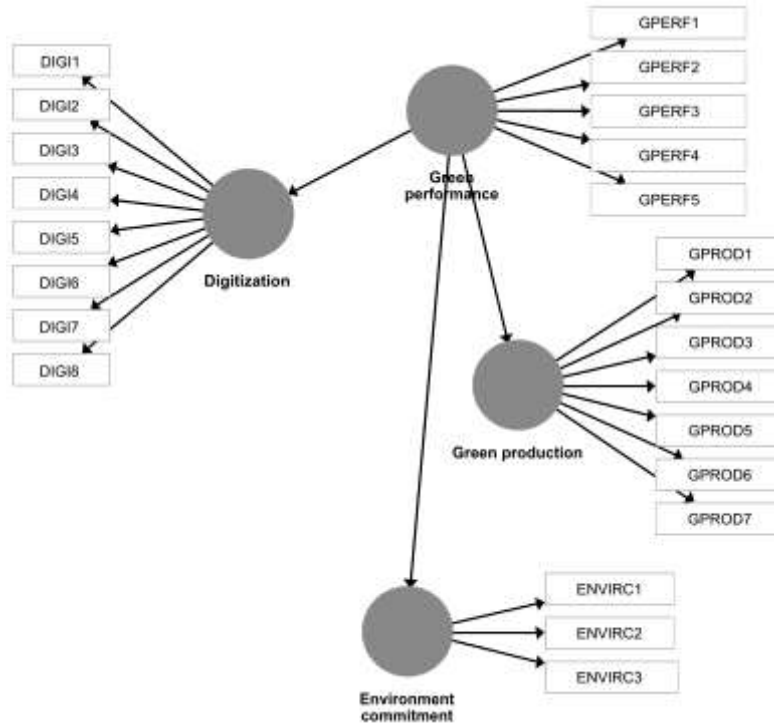 DIGI1
DIGI2
DIGI3
DIGI4
DIGI5
DIGI6
DIGI7
DIGI8
Digitization
Green
performance
GPERF1
GPERF2
GPERF3
GPERF4
GPERF5
GPROD1
GPROD2
GPROD3
GPROD4
GPROD5
GPROD6
GPROD7
Green production
ENVIRC1
ENVIRC2
ENVIRC3
Environment
commitment